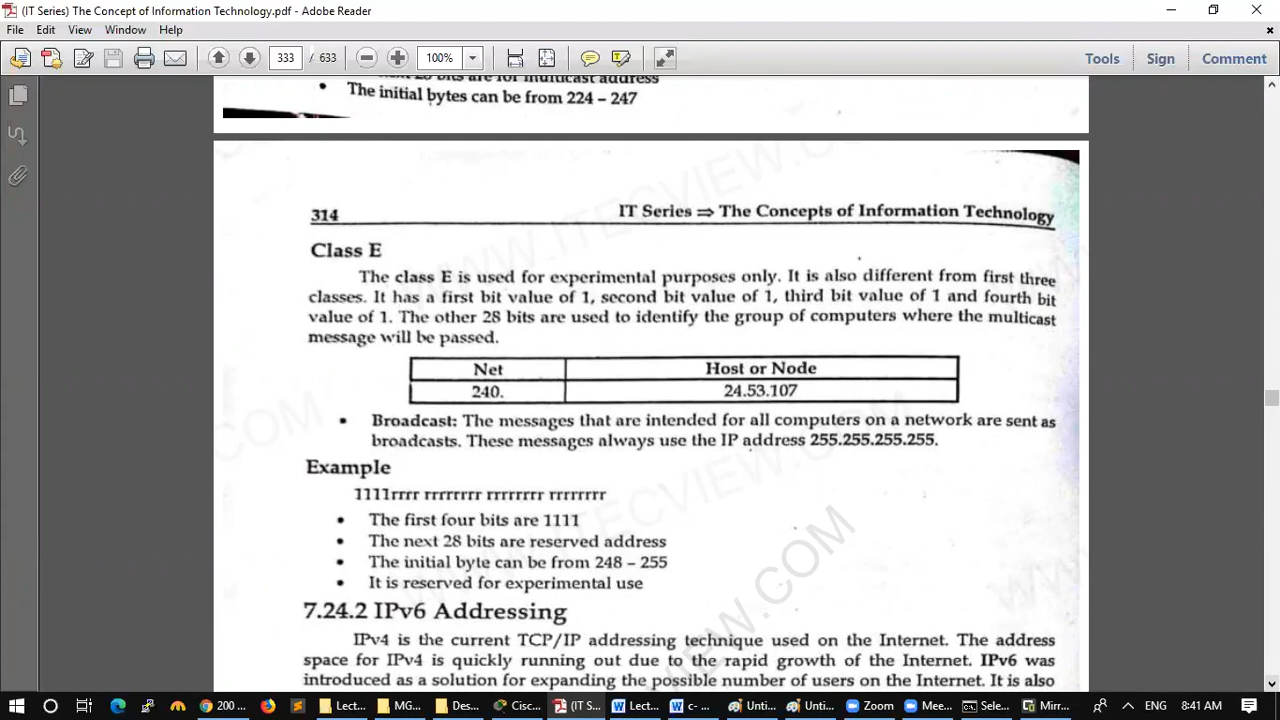 (IT Series) The Concept of Information Technology.pdf - Adobe Reader
File Edit View Window Help
333 / 633 100% Tools Sign Comment
bits are for multicast address
• The initial bytes can be from 224 – 247
314 IT Series ⇒ The Concepts of Information Technology
Class E
The class E is used for experimental purposes only. It is also different from first three
classes. It has a first bit value of 1, second bit value of 1, third bit value of 1 and fourth bit
value of 1. The other 28 bits are used to identify the group of computers where the multicast
message will be passed.
Net Host or Node
240. 24.53.107
• Broadcast: The messages that are intended for all computers on a network are sent as
broadcasts. These messages always use the IP address 255.255.255.255.
Example
1111rrrr rrrrrrrr rrrrrrrr rrrrrrrr
• The first four bits are 1111
• The next 28 bits are reserved address
• The initial byte can be from 248 – 255
• It is reserved for experimental use
7.24.2 IPv6 Addressing
IPv4 is the current TCP/IP addressing technique used on the Internet. The address
space for IPv4 is quickly running out due to the rapid growth of the Internet. IPv6 was
introduced as a solution for expanding the possible number of users on the Internet. It is also
200 ... Lect... MG... Des... Cisc... (IT S... Lect... c- ... Unti... Unti... Zoom Mee... Sele... Mirr... ENG 8:41 AM